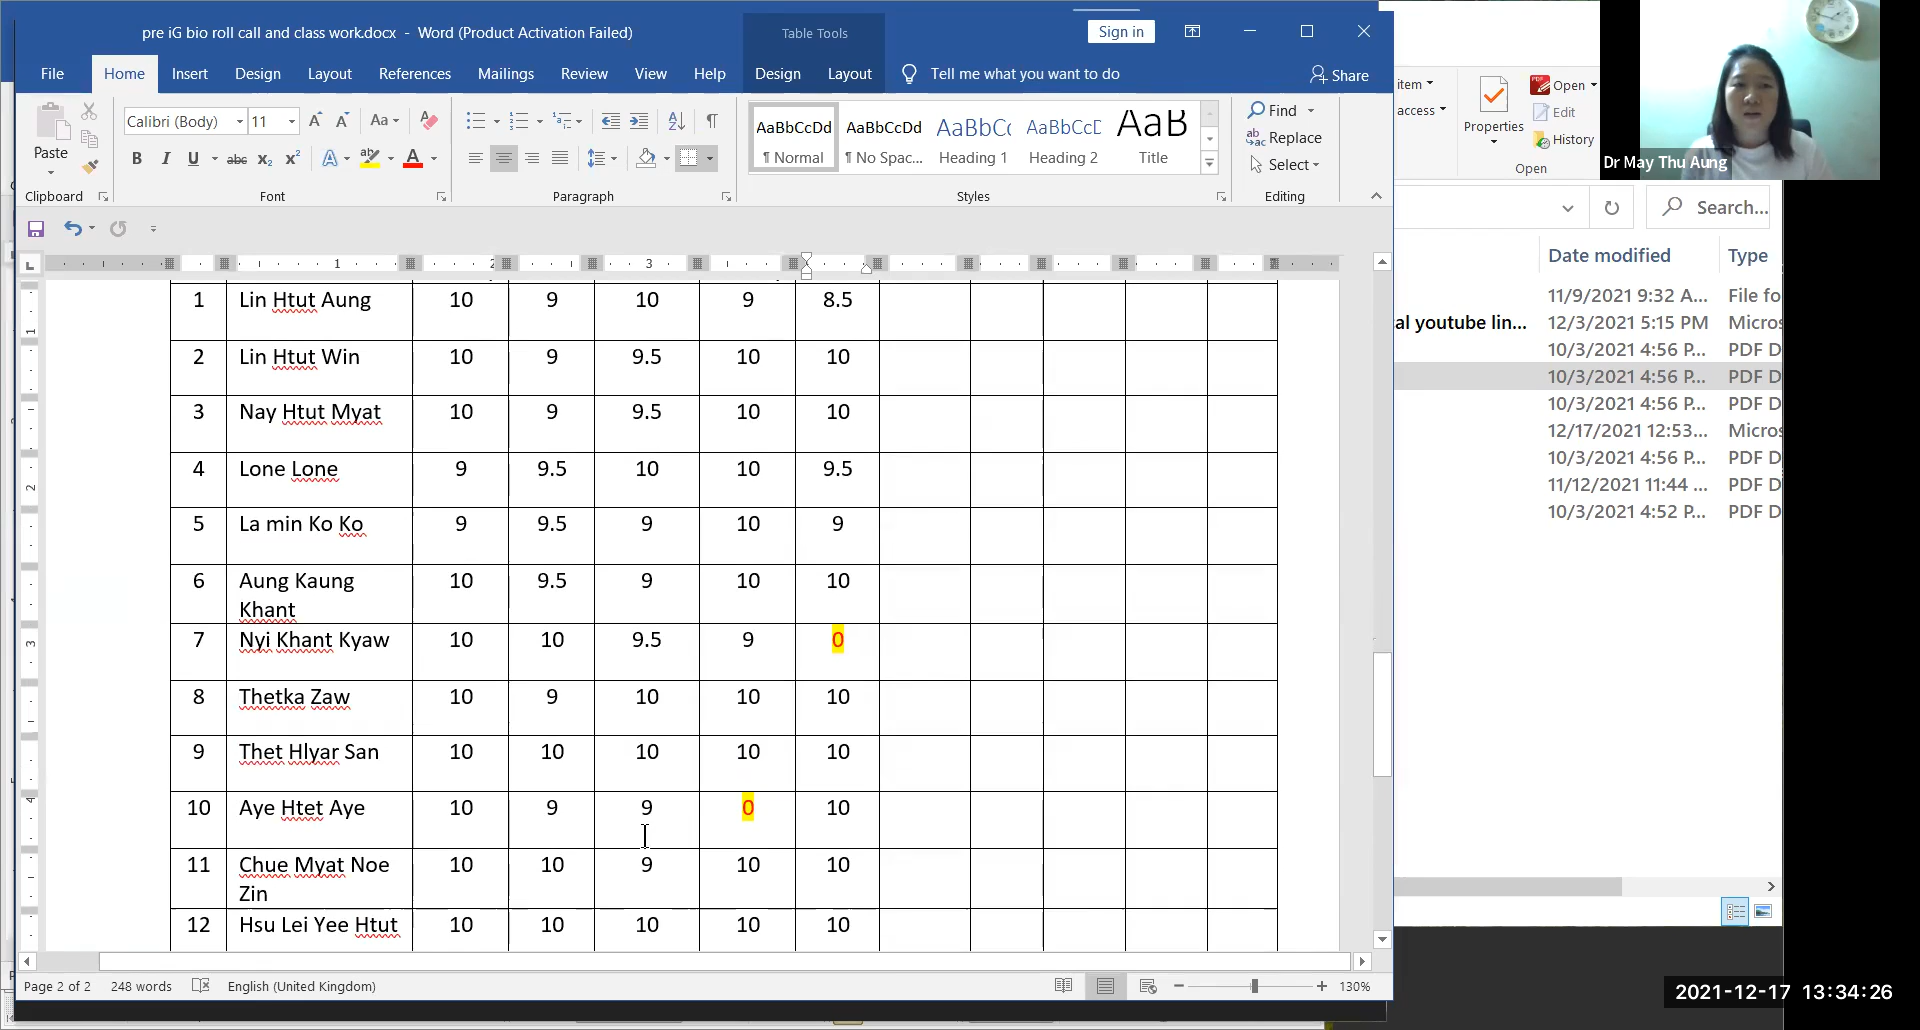 pre iG bio roll call and class work.docx - Word (Product Activation Failed)
Table Tools
Sign in
File Home Insert Design Layout References Mailings Review View Help Design Layout Tell me what you want to do Share
Paste
Clipboard
Calibri (Body) 11
Font
Paragraph
AaBbCcDd AaBbCcDd AaBbCc AaBbCcD AaB
¶ Normal ¶ No Spac... Heading 1 Heading 2 Title
Styles
Find
Replace
Select
Editing
1 Lin Htut Aung 10 9 10 9 8.5
2 Lin Htut Win 10 9 9.5 10 10
3 Nay Htut Myat 10 9 9.5 10 10
4 Lone Lone 9 9.5 10 10 9.5
5 La min Ko Ko 9 9.5 9 10 9
6 Aung Kaung Khant 10 9.5 9 10 10
7 Nyi Khant Kyaw 10 10 9.5 9 0
8 Thetka Zaw 10 9 10 10 10
9 Thet Hlyar San 10 10 10 10 10
10 Aye Htet Aye 10 9 9 0 10
11 Chue Myat Noe Zin 10 10 9 10 10
12 Hsu Lei Yee Htut 10 10 10 10 10
Page 2 of 2 248 words English (United Kingdom) 130%
item
access
Properties
Open
Edit
History
Open
Dr May Thu Aung
Search...
Date modified Type
11/9/2021 9:32 A... File fo
al youtube lin... 12/3/2021 5:15 PM Micros
10/3/2021 4:56 P... PDF D
10/3/2021 4:56 P... PDF D
10/3/2021 4:56 P... PDF D
12/17/2021 12:53... Micros
10/3/2021 4:56 P... PDF D
11/12/2021 11:44 ... PDF D
10/3/2021 4:52 P... PDF D
2021-12-17 13:34:26